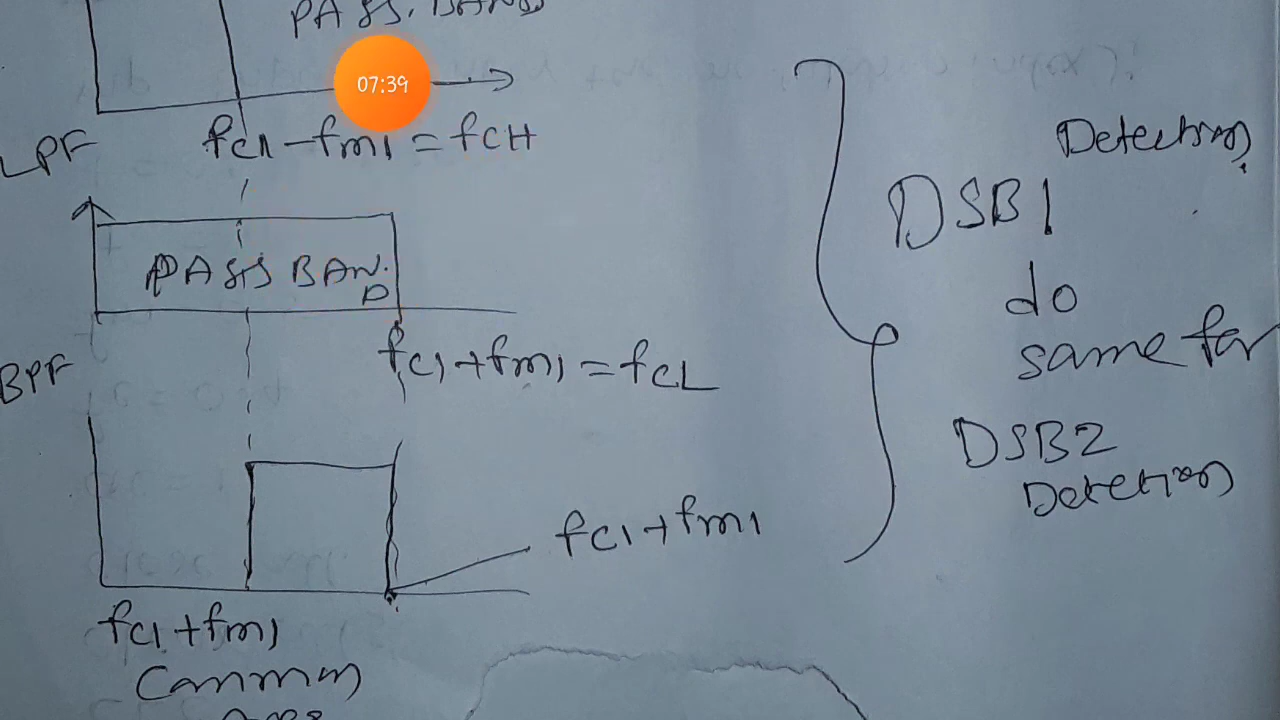 PASS. BAND
07:39
fc1 - fm1 = fcH
LPF
PASS BAN.
D
fc1 + fm1 = fcL
BPF
fc1 + fm1
fc1 + fm1
Common
Detection
DSB1
do
same for
DSB2
Detection